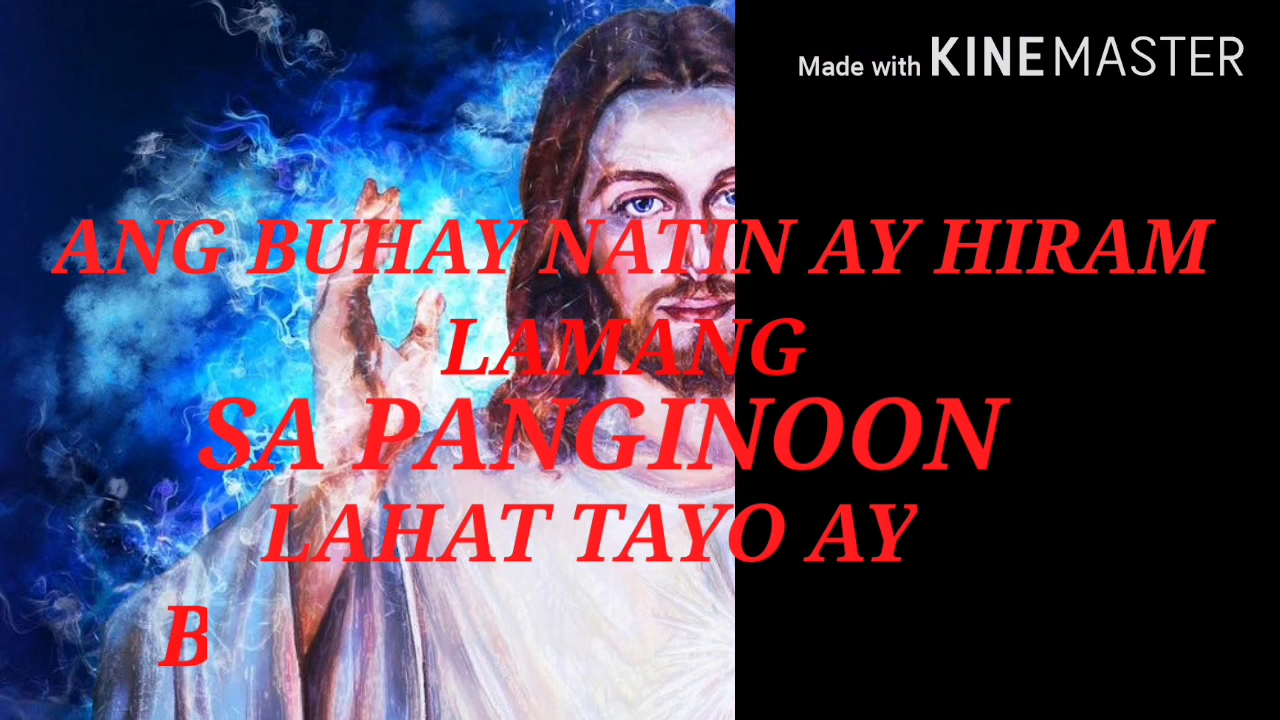 Made with KINEMASTER
ANG BUHAY NATIN AY HIRAM
LAMANG
SA PANGINOON
LAHAT TAYO AY
B